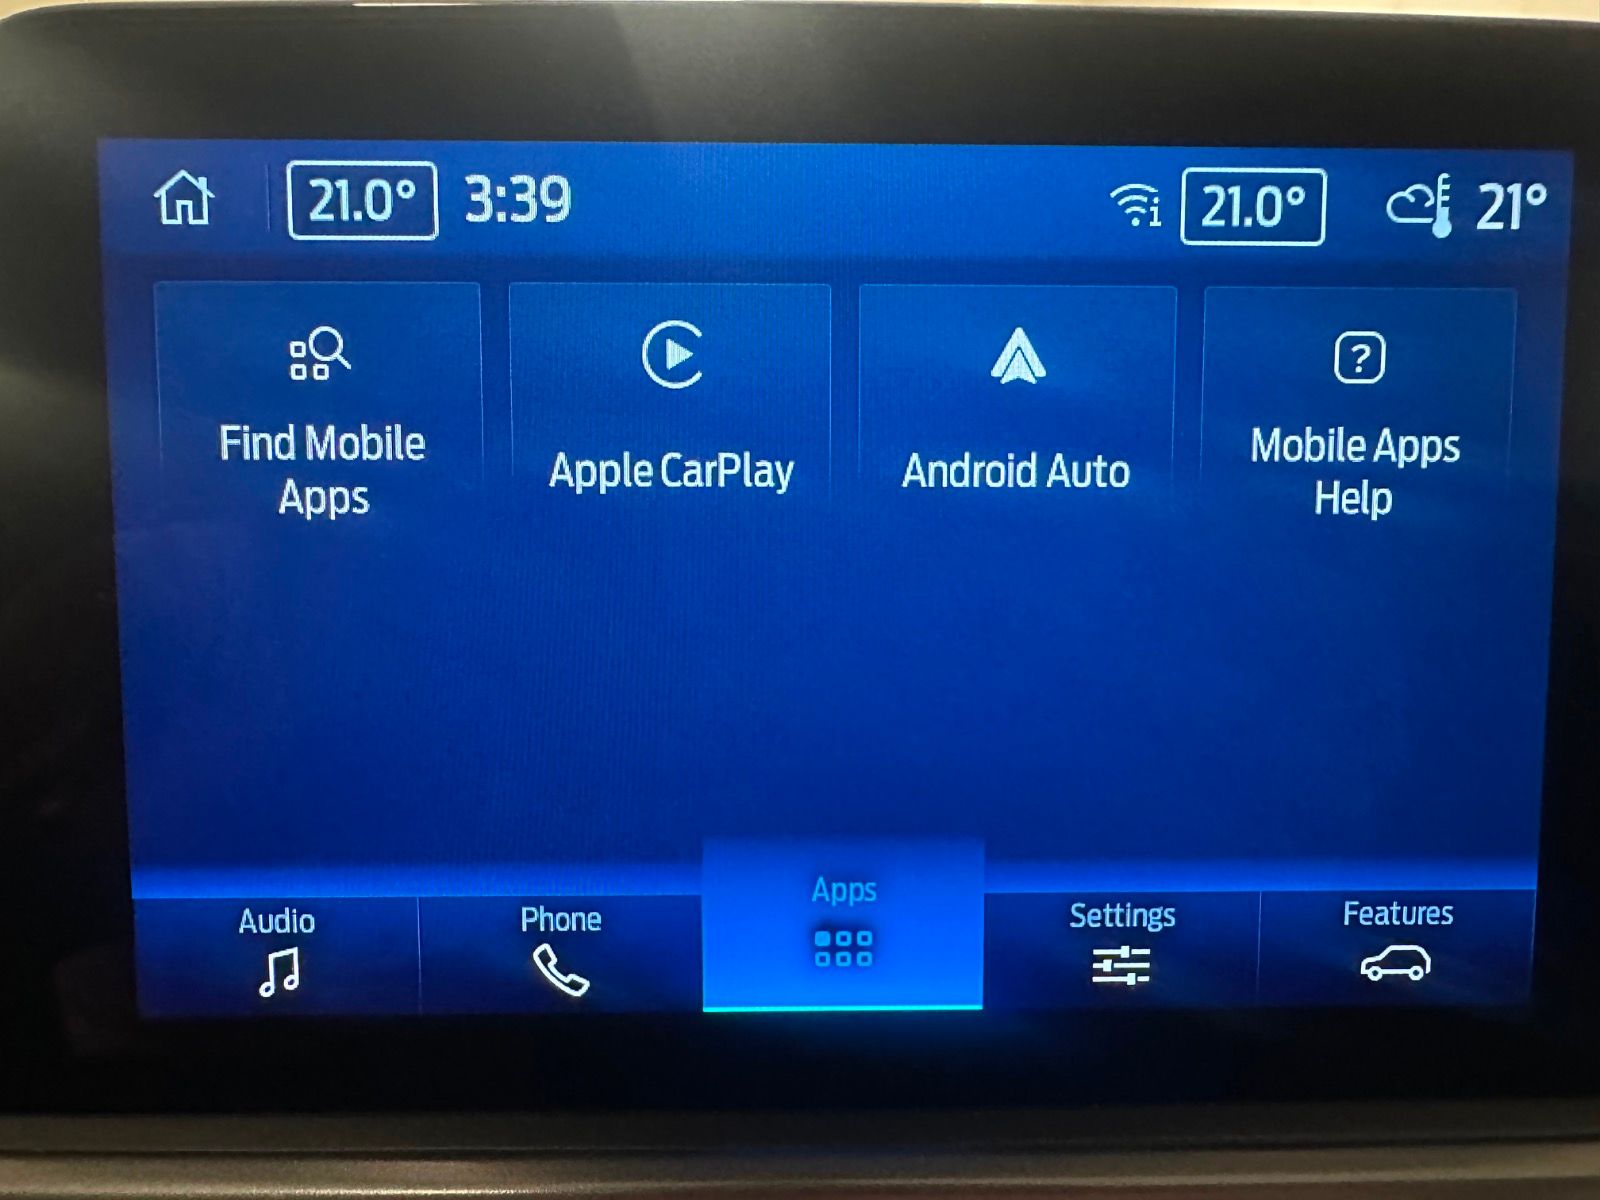 21.0° 3:39 21.0° 21°
Find Mobile
Apps
Apple CarPlay
Android Auto
Mobile Apps
Help
Audio
Phone
Apps
Settings
Features